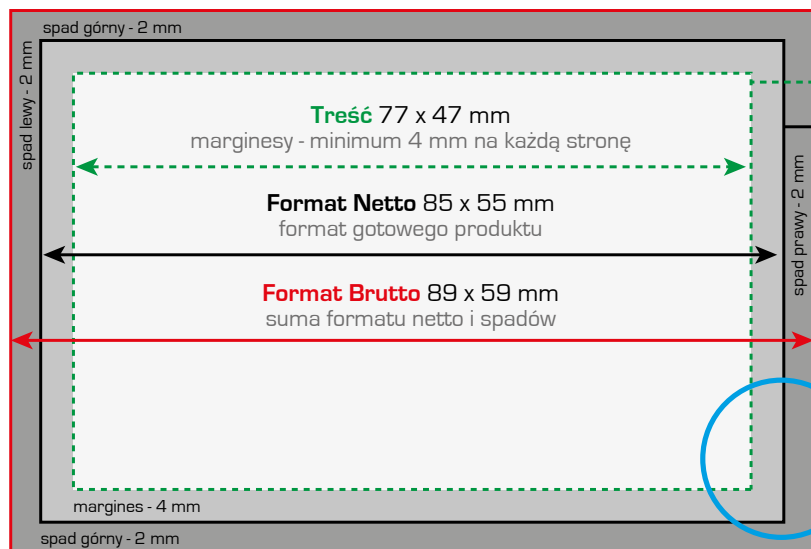 spad górny - 2 mm
spad lewy - 2 mm
Treść 77 x 47 mm
marginesy - minimum 4 mm na każdą stronę
Format Netto 85 x 55 mm
format gotowego produktu
spad prawy - 2 mm
Format Brutto 89 x 59 mm
suma formatu netto i spadów
margines - 4 mm
spad górny - 2 mm